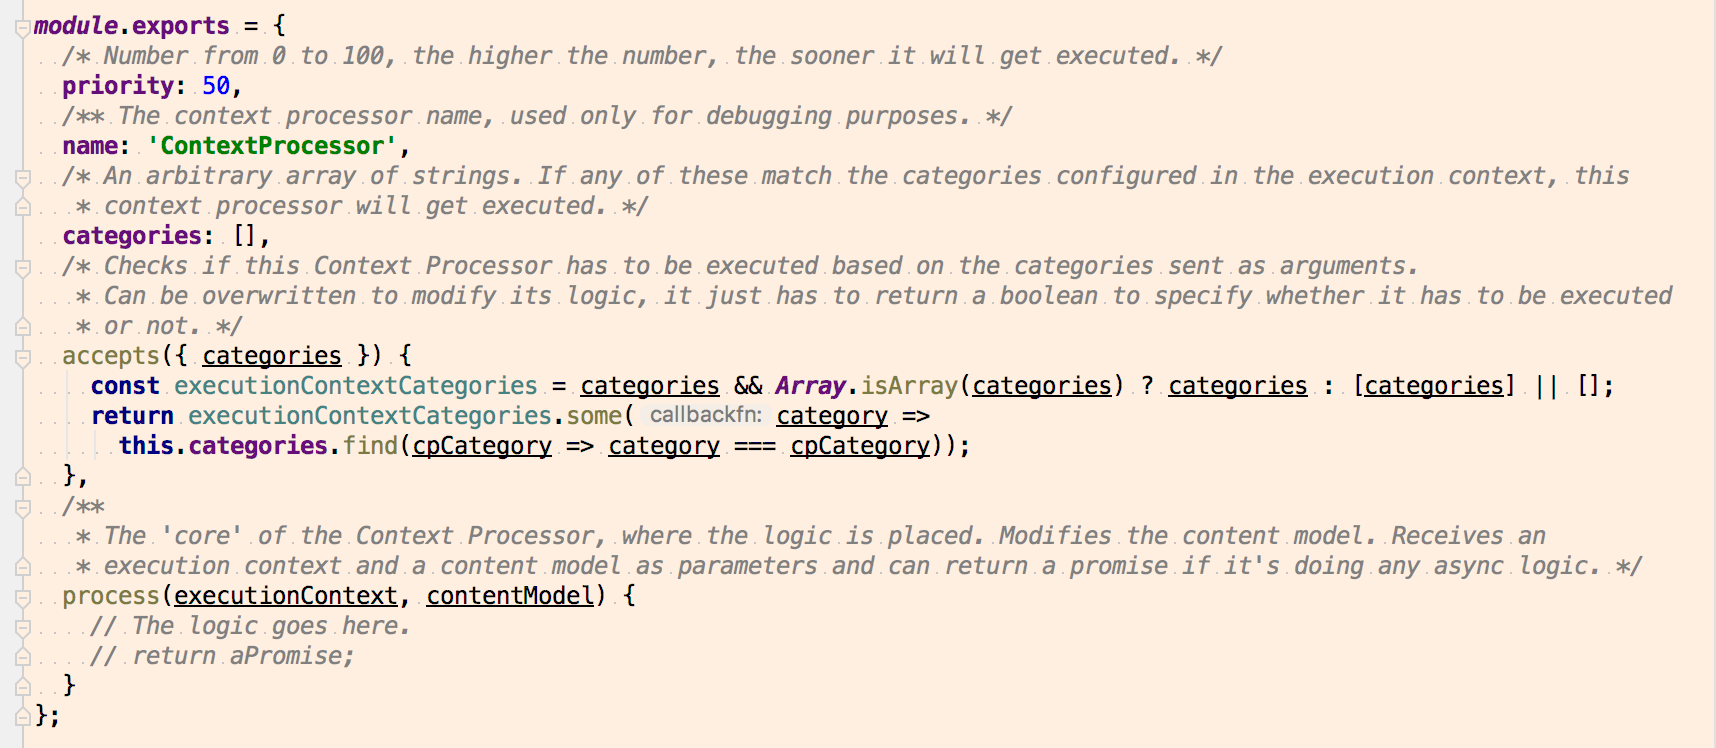 module.exports = {
/* Number from 0 to 100, the higher the number, the sooner it will get executed. */
priority: 50,
/** The context processor name, used only for debugging purposes. */
name: 'ContextProcessor',
/* An arbitrary array of strings. If any of these match the categories configured in the execution context, this
* context processor will get executed. */
categories: [],
/* Checks if this Context Processor has to be executed based on the categories sent as arguments.
* Can be overwritten to modify its logic, it just has to return a boolean to specify whether it has to be executed
* or not. */
accepts({ categories }) {
const executionContextCategories = categories && Array.isArray(categories) ? categories : [categories] || [];
return executionContextCategories.some( callbackfn: category =>
this.categories.find(cpCategory => category === cpCategory));
},
/**
* The 'core' of the Context Processor, where the logic is placed. Modifies the content model. Receives an
* execution context and a content model as parameters and can return a promise if it's doing any async logic. */
process(executionContext, contentModel) {
// The logic goes here.
// return aPromise;
}
};